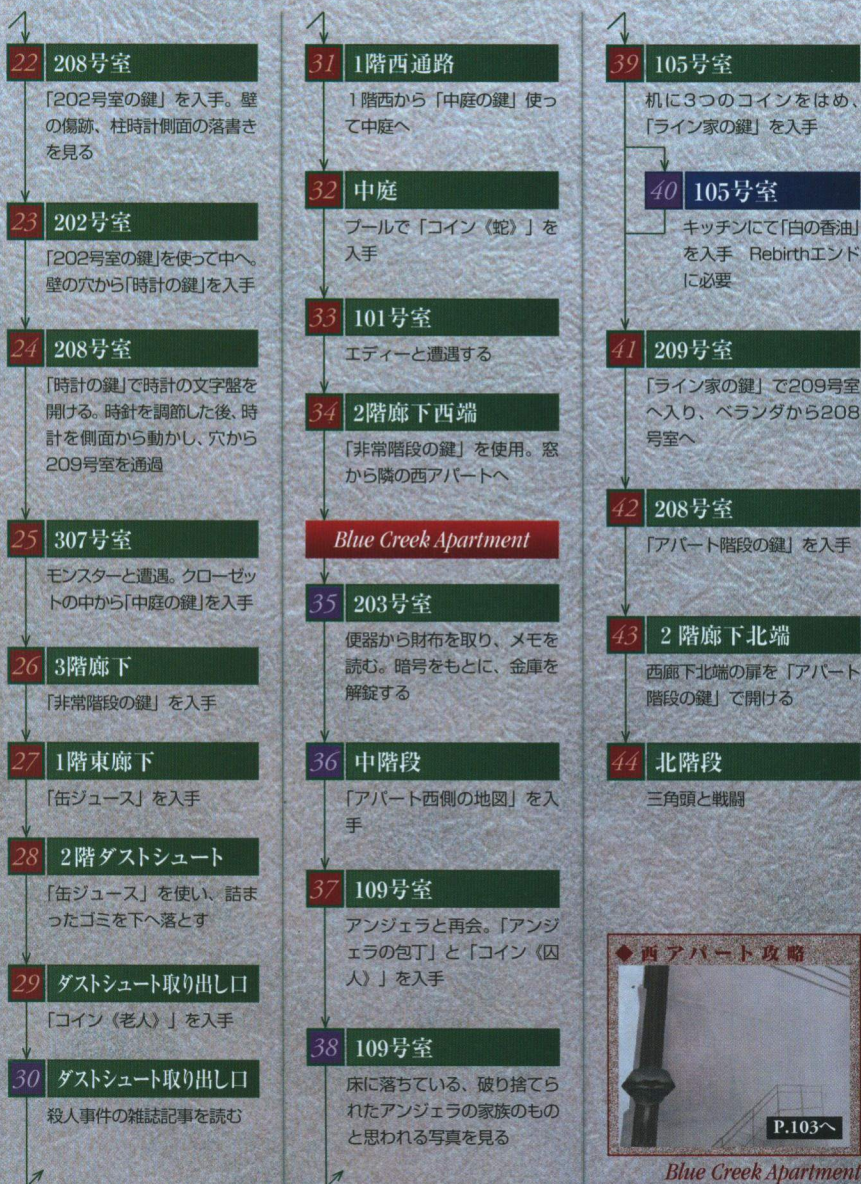 22 208号室
「202号室の鍵」を入手。壁
の傷跡、柱時計側面の落書き
を見る
23 202号室
「202号室の鍵」を使って中へ。
壁の穴から「時計の鍵」を入手
24 208号室
「時計の鍵」で時計の文字盤を
開ける。時針を調節した後、時
計を側面から動かし、穴から
209号室を通過
25 307号室
モンスターと遭遇。クローゼッ
トの中から「中庭の鍵」を入手
26 3階廊下
「非常階段の鍵」を入手
27 1階東廊下
「缶ジュース」を入手
28 2階ダストシュート
「缶ジュース」を使い、詰ま
ったゴミを下へ落とす
29 ダストシュート取り出し口
「コイン《老人》」を入手
30 ダストシュート取り出し口
殺人事件の雑誌記事を読む
31 1階西通路
1階西から「中庭の鍵」使っ
て中庭へ
32 中庭
プールで「コイン《蛇》」を
入手
33 101号室
エディーと遭遇する
34 2階廊下西端
「非常階段の鍵」を使用。窓
から隣の西アパートへ
Blue Creek Apartment
35 203号室
便器から財布を取り、メモを
読む。暗号をもとに、金庫を
解錠する
36 中階段
「アパート西側の地図」を入
手
37 109号室
アンジェラと再会。「アンジ
ェラの包丁」と「コイン《囚
人》」を入手
38 109号室
床に落ちている、破り捨てら
れたアンジェラの家族のもの
と思われる写真を見る
39 105号室
机に3つのコインをはめ、
「ライン家の鍵」を入手
40 105号室
キッチンにて「白の香油」
を入手 Rebirthエンド
に必要
41 209号室
「ライン家の鍵」で209号室
へ入り、ベランダから208
号室へ
42 208号室
「アパート階段の鍵」を入手
43 2階廊下北端
西廊下北端の扉を「アパート
階段の鍵」で開ける
44 北階段
三角頭と戦闘
◆西アパート攻略
P.103へ
Blue Creek Apartment